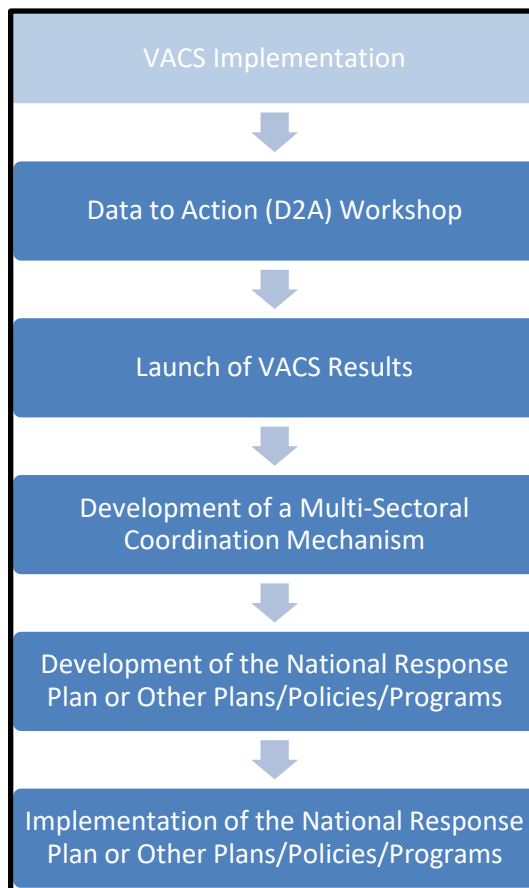 VACS Implementation
Data to Action (D2A) Workshop
Launch of VACS Results
Development of a Multi-Sectoral
Coordination Mechanism
Development of the National Response
Plan or Other Plans/Policies/Programs
Implementation of the National Response
Plan or Other Plans/Policies/Programs